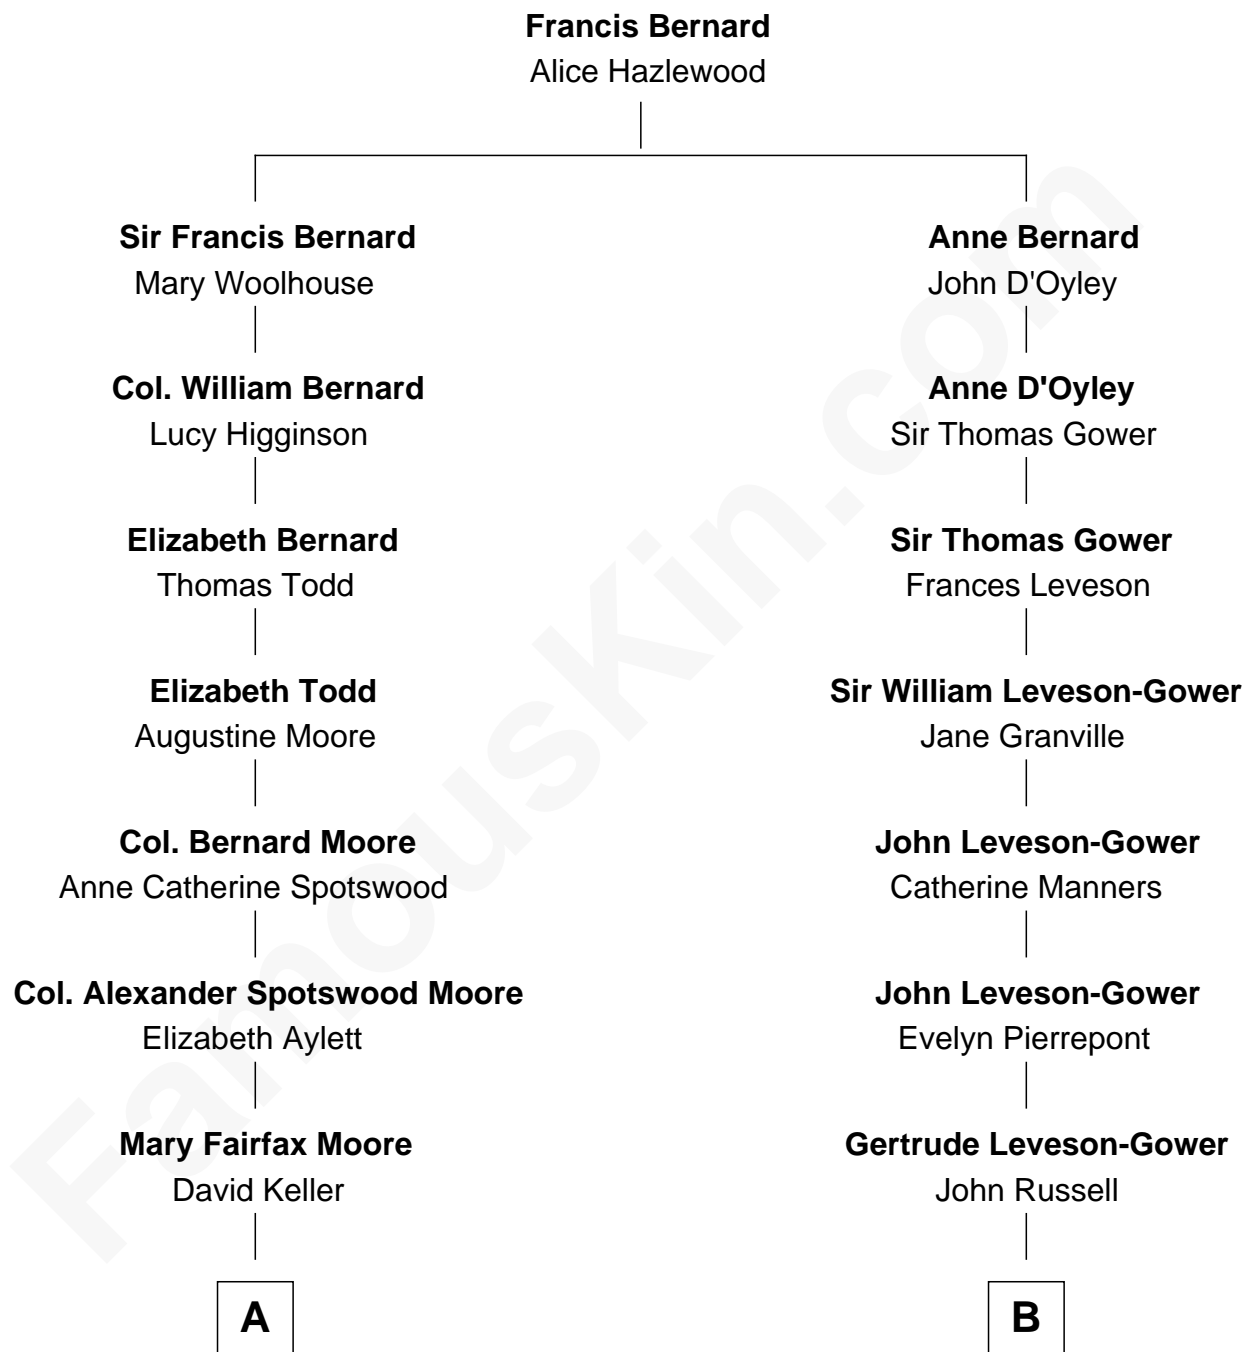 Francis Bernard
Alice Hazlewood
Sir Francis Bernard
Mary Woolhouse
Anne Bernard
John D'Oyley
Col. William Bernard
Lucy Higginson
Anne D'Oyley
Sir Thomas Gower
Elizabeth Bernard
Thomas Todd
Sir Thomas Gower
Frances Leveson
Elizabeth Todd
Augustine Moore
Sir William Leveson-Gower
Jane Granville
Col. Bernard Moore
Anne Catherine Spotswood
John Leveson-Gower
Catherine Manners
Col. Alexander Spotswood Moore
Elizabeth Aylett
John Leveson-Gower
Evelyn Pierrepont
Mary Fairfax Moore
David Keller
Gertrude Leveson-Gower
John Russell
A
B
FamousKin.com